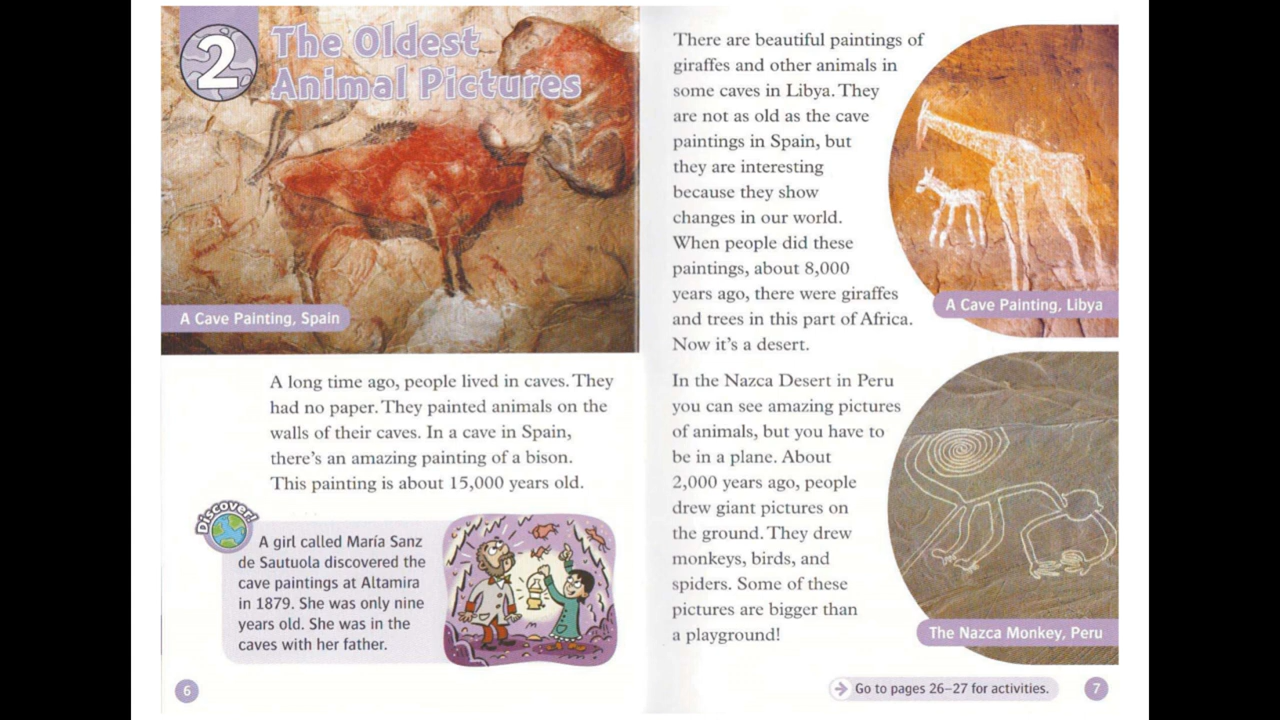 2
The Oldest
Animal Pictures
A Cave Painting, Spain
A long time ago, people lived in caves. They
had no paper. They painted animals on the
walls of their caves. In a cave in Spain,
there's an amazing painting of a bison.
This painting is about 15,000 years old.
Discover!
A girl called María Sanz
de Sautuola discovered the
cave paintings at Altamira
in 1879. She was only nine
years old. She was in the
caves with her father.
6
There are beautiful paintings of
giraffes and other animals in
some caves in Libya. They
are not as old as the cave
paintings in Spain, but
they are interesting
because they show
changes in our world.
When people did these
paintings, about 8,000
years ago, there were giraffes
and trees in this part of Africa.
Now it's a desert.
A Cave Painting, Libya
In the Nazca Desert in Peru
you can see amazing pictures
of animals, but you have to
be in a plane. About
2,000 years ago, people
drew giant pictures on
the ground. They drew
monkeys, birds, and
spiders. Some of these
pictures are bigger than
a playground!
The Nazca Monkey, Peru
Go to pages 26–27 for activities.
7